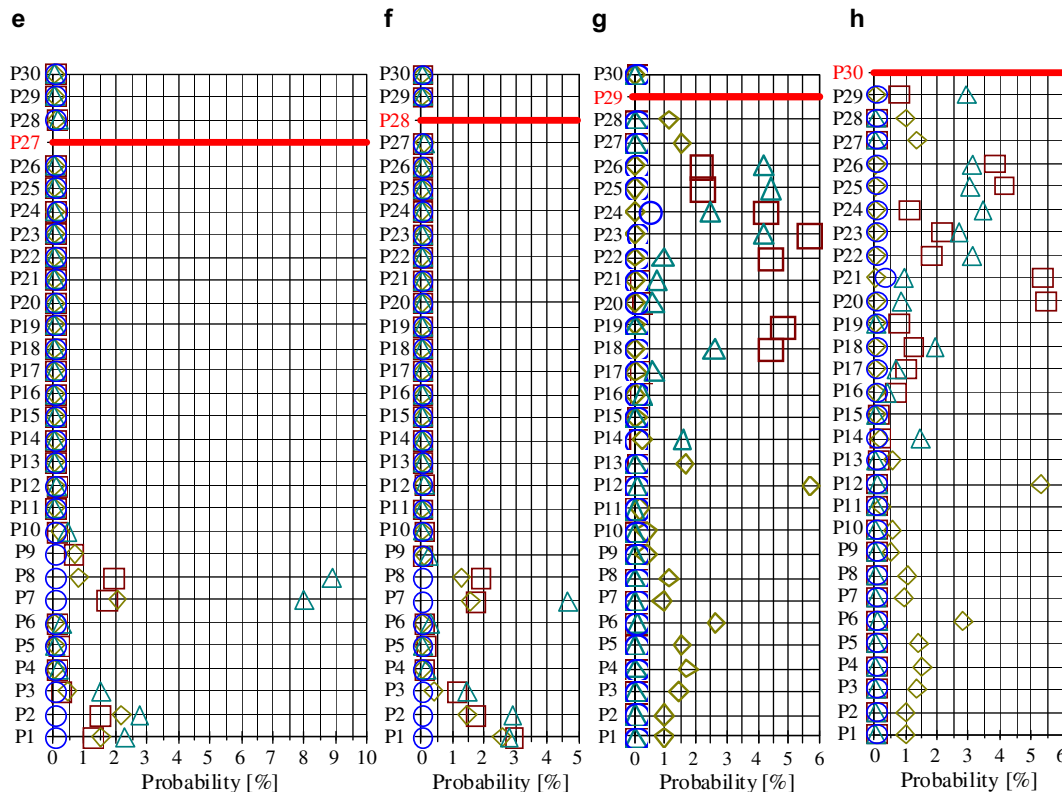 e f g h
P30 P30 P30 P30
P29 P29 P29 P29
P28 P28 P28 P28
P27 P27 P27 P27
P26 P26 P26 P26
P25 P25 P25 P25
P24 P24 P24 P24
P23 P23 P23 P23
P22 P22 P22 P22
P21 P21 P21 P21
P20 P20 P20 P20
P19 P19 P19 P19
P18 P18 P18 P18
P17 P17 P17 P17
P16 P16 P16 P16
P15 P15 P15 P15
P14 P14 P14 P14
P13 P13 P13 P13
P12 P12 P12 P12
P11 P11 P11 P11
P10 P10 P10 P10
P9 P9 P9 P9
P8 P8 P8 P8
P7 P7 P7 P7
P6 P6 P6 P6
P5 P5 P5 P5
P4 P4 P4 P4
P3 P3 P3 P3
P2 P2 P2 P2
P1 P1 P1 P1
0 1 2 3 4 5 6 7 8 9 10 0 1 2 3 4 5 0 1 2 3 4 5 6 0 1 2 3 4 5 6
Probability [%] Probability [%] Probability [%] Probability [%]